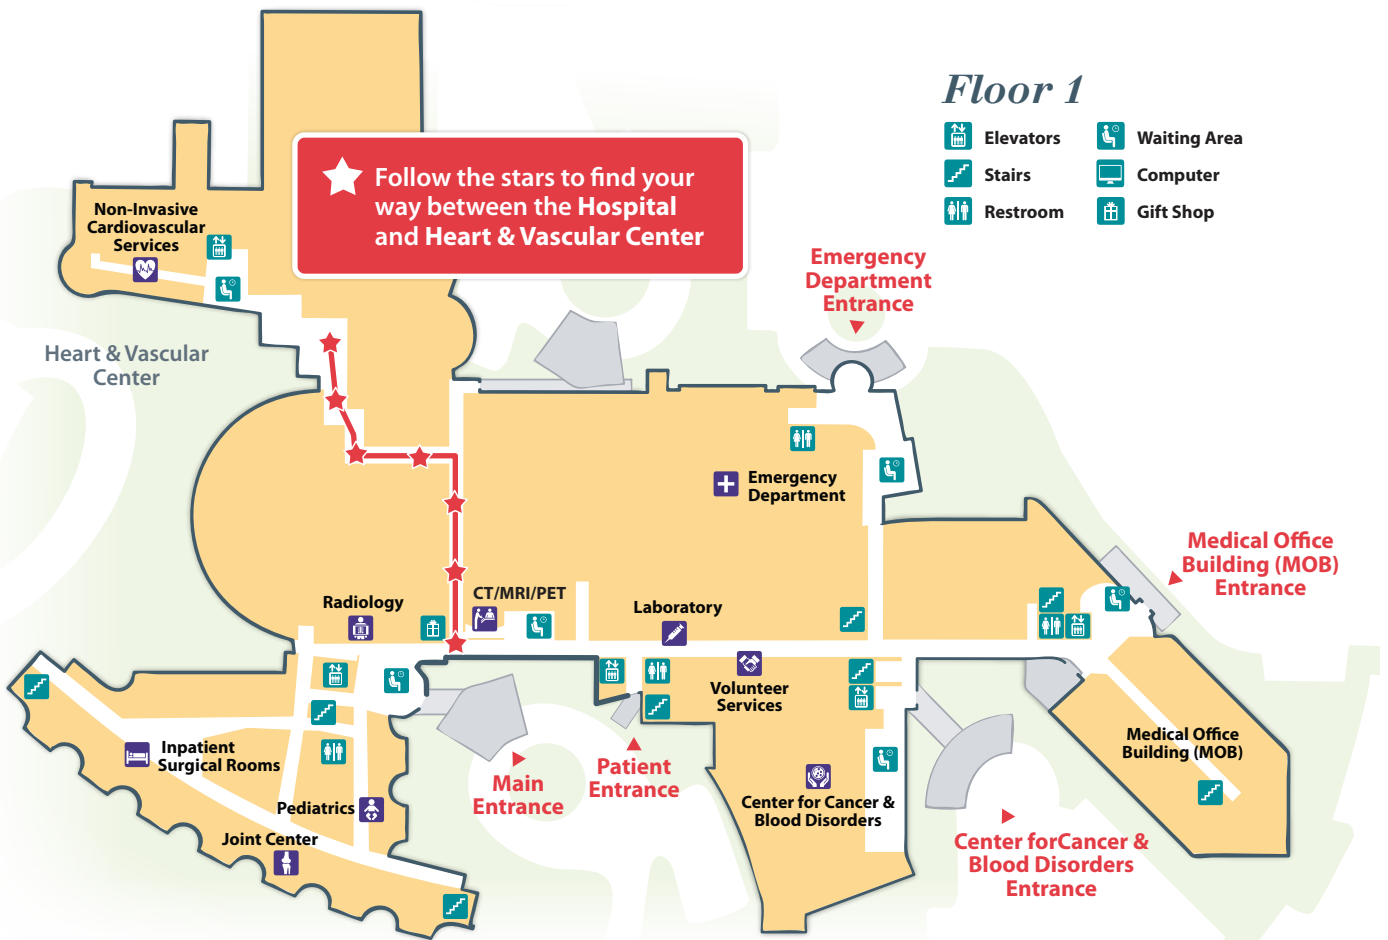 Floor 1
Elevators
Waiting Area
Stairs
Computer
Restroom
Gift Shop
Follow the stars to find your
way between the Hospital
and Heart & Vascular Center
Non-Invasive
Cardiovascular
Services
Emergency
Department
Entrance
Heart & Vascular
Center
Emergency
Department
Medical Office
Building (MOB)
Entrance
Radiology
CT/MRI/PET
Laboratory
Volunteer
Services
Inpatient
Surgical Rooms
Pediatrics
Joint Center
Main
Entrance
Patient
Entrance
Center for Cancer &
Blood Disorders
Medical Office
Building (MOB)
Center forCancer &
Blood Disorders
Entrance